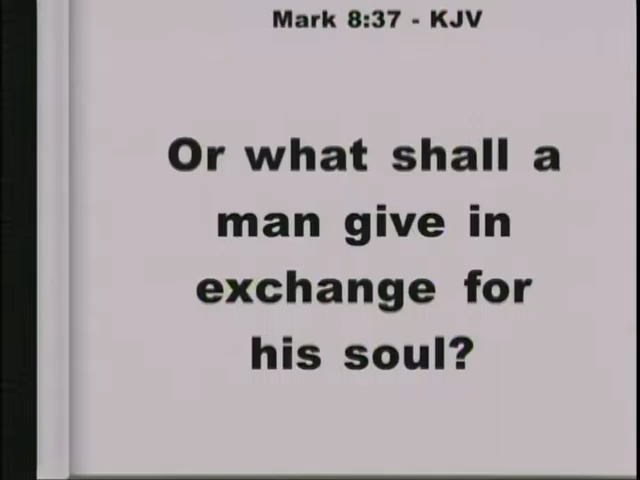 Mark 8:37 - KJV
Or what shall a
man give in
exchange for
his soul?